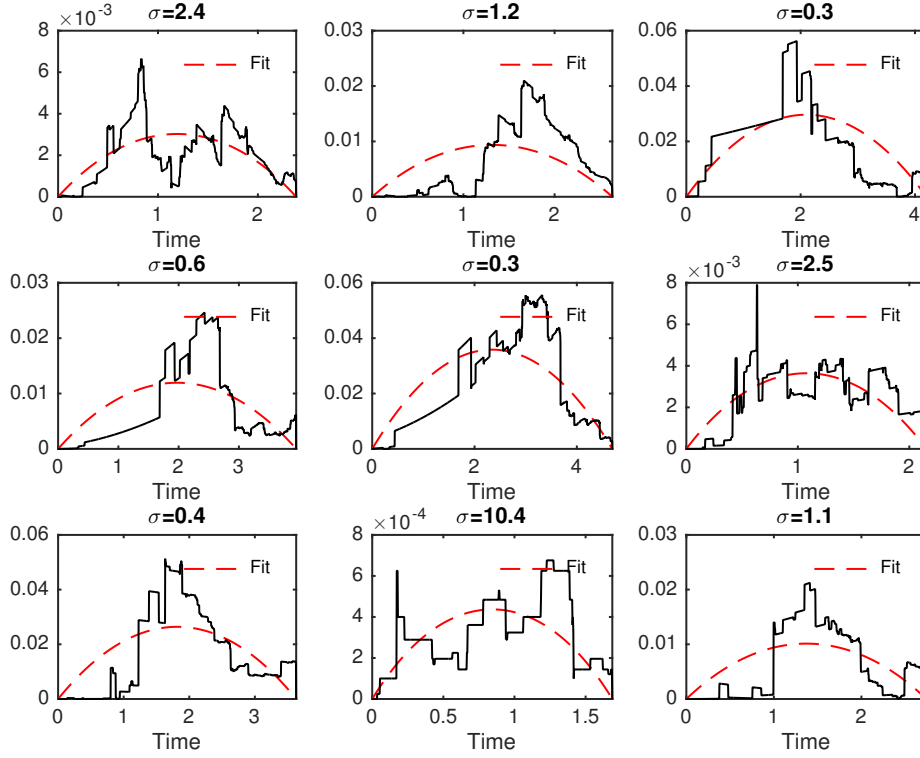 ×10⁻³ σ=2.4
8
6
4
2
0
Fit
0 1 2
Time
σ=1.2
0.03
0.02
0.01
0
Fit
0 1 2
Time
σ=0.3
0.06
0.04
0.02
0
Fit
0 2 4
Time
σ=0.6
0.03
0.02
0.01
0
Fit
0 1 2 3
Time
σ=0.3
0.06
0.04
0.02
0
Fit
0 2 4
Time
×10⁻³ σ=2.5
8
6
4
2
0
Fit
0 1 2
Time
σ=0.4
0.06
0.04
0.02
0
Fit
0 1 2 3
Time
×10⁻⁴ σ=10.4
8
6
4
2
0
Fit
0 0.5 1 1.5
Time
σ=1.1
0.03
0.02
0.01
0
Fit
0 1 2
Time